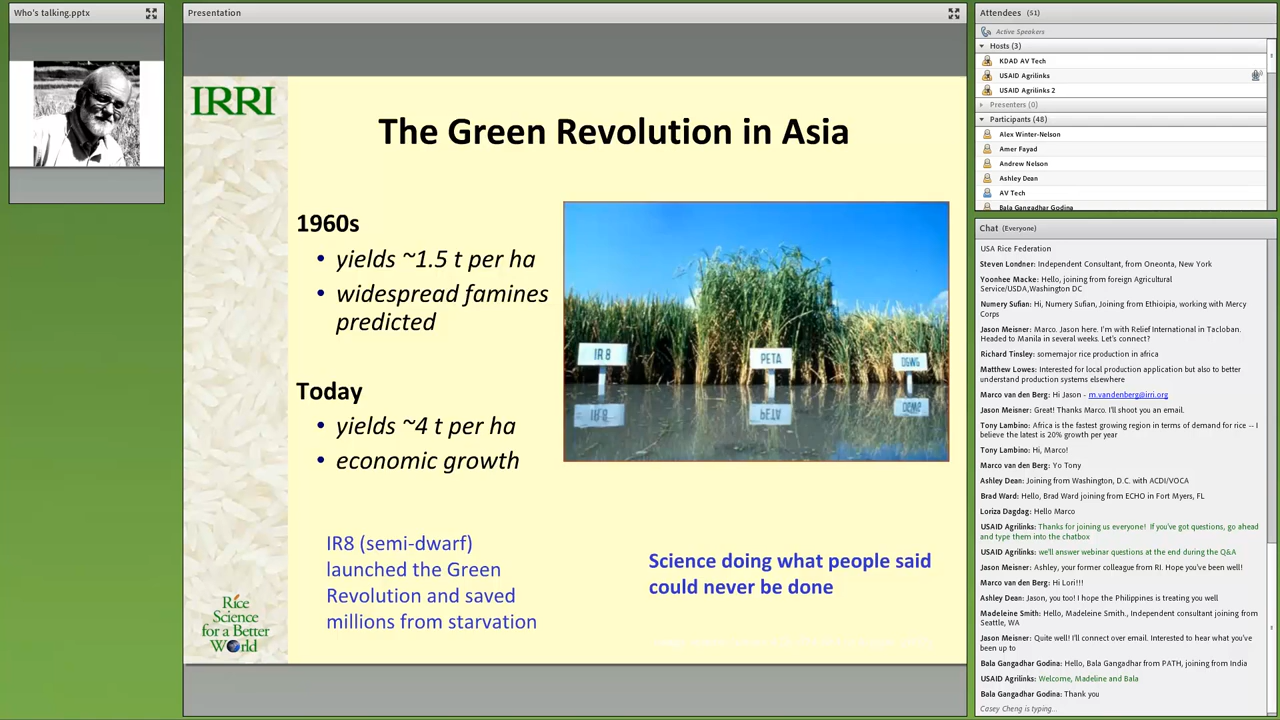 Who's talking.pptx
Presentation
IRRI
The Green Revolution in Asia
1960s
• yields ~1.5 t per ha
• widespread famines
predicted
Today
• yields ~4 t per ha
• economic growth
IR8
PETA
DGWG
IR8 (semi-dwarf)
launched the Green
Revolution and saved
millions from starvation
Science doing what people said
could never be done
Rice
Science
for a Better
World
Attendees (51)
Active Speakers
Hosts (3)
KDAD AV Tech
USAID Agrilinks
USAID Agrilinks 2
Presenters (0)
Participants (48)
Alex Winter-Nelson
Amer Fayad
Andrew Nelson
Ashley Dean
AV Tech
Bala Gangadhar Godina
Chat (Everyone)
USA Rice Federation
Steven Londner: Independent Consultant, from Oneonta, New York
Yoonhee Macke: Hello, joining from foreign Agricultural
Service/USDA,Washington DC
Numery Sufian: Hi, Numery Sufian, Joining from Ethioipia, working with Mercy
Corps
Jason Meisner: Marco. Jason here. I'm with Relief International in Tacloban.
Headed to Manila in several weeks. Let's connect?
Richard Tinsley: somemajor rice production in africa
Matthew Lowes: Interested for local production application but also to better
understand production systems elsewhere
Marco van den Berg: Hi Jason - m.vandenberg@irri.org
Jason Meisner: Great! Thanks Marco. I'll shoot you an email.
Tony Lambino: Africa is the fastest growing region in terms of demand for rice -- I
believe the latest is 20% growth per year
Tony Lambino: Hi, Marco!
Marco van den Berg: Yo Tony
Ashley Dean: Joining from Washington, D.C. with ACDI/VOCA
Brad Ward: Hello, Brad Ward joining from ECHO in Fort Myers, FL
Loriza Dagdag: Hello Marco
USAID Agrilinks: Thanks for joining us everyone! If you've got questions, go ahead
and type them into the chatbox
USAID Agrilinks: we'll answer webinar questions at the end during the Q&A
Jason Meisner: Ashley, your former colleague from RI. Hope you've been well!
Marco van den Berg: Hi Lori!!!
Ashley Dean: Jason, you too! I hope the Philippines is treating you well
Madeleine Smith: Hello, Madeleine Smith., Independent consultant joining from
Seattle, WA
Jason Meisner: Quite well! I'll connect over email. Interested to hear what you've
been up to
Bala Gangadhar Godina: Hello, Bala Gangadhar from PATH, joining from India
USAID Agrilinks: Welcome, Madeline and Bala
Bala Gangadhar Godina: Thank you
Casey Cheng is typing...